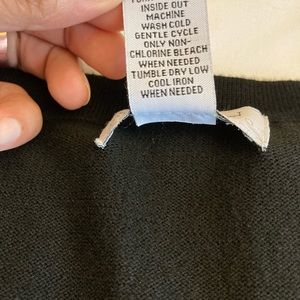 INSIDE OUT
MACHINE
WASH COLD
GENTLE CYCLE
ONLY NON-
CHLORINE BLEACH
WHEN NEEDED
TUMBLE DRY LOW
COOL IRON
WHEN NEEDED